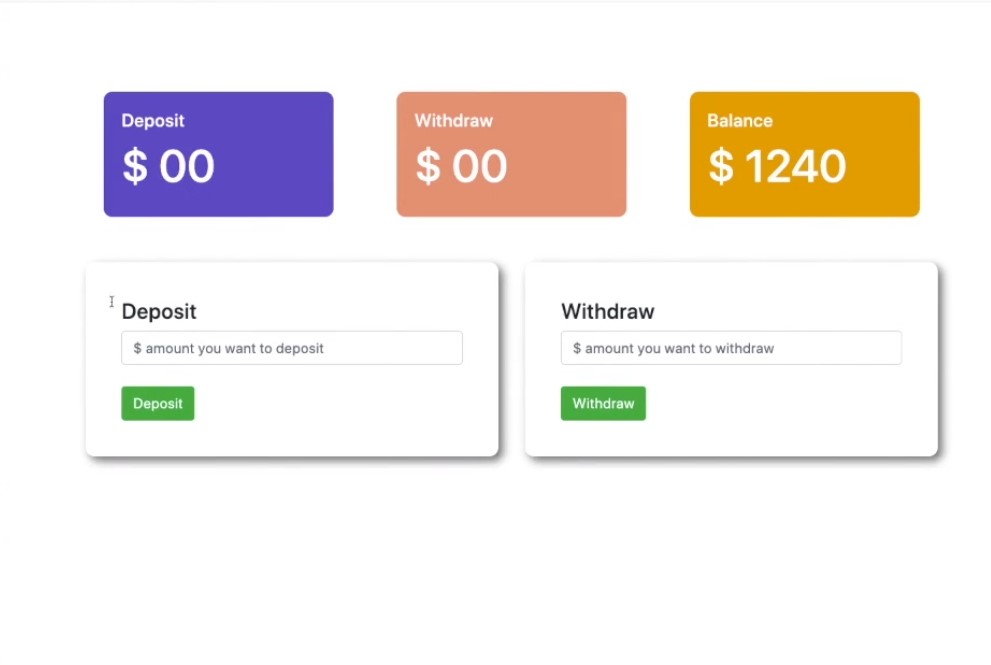 Deposit
$ 00
Withdraw
$ 00
Balance
$ 1240
Deposit
$ amount you want to deposit
Deposit
Withdraw
$ amount you want to withdraw
Withdraw